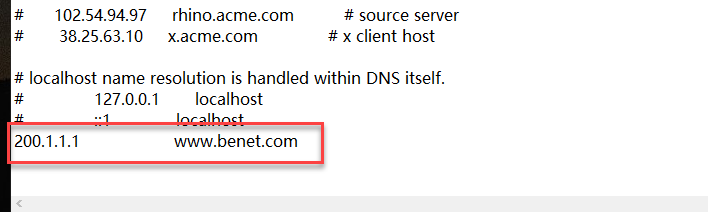 # 102.54.94.97 rhino.acme.com # source server
# 38.25.63.10 x.acme.com # x client host
# localhost name resolution is handled within DNS itself.
# 127.0.0.1 localhost
# ::1 localhost
200.1.1.1 www.benet.com